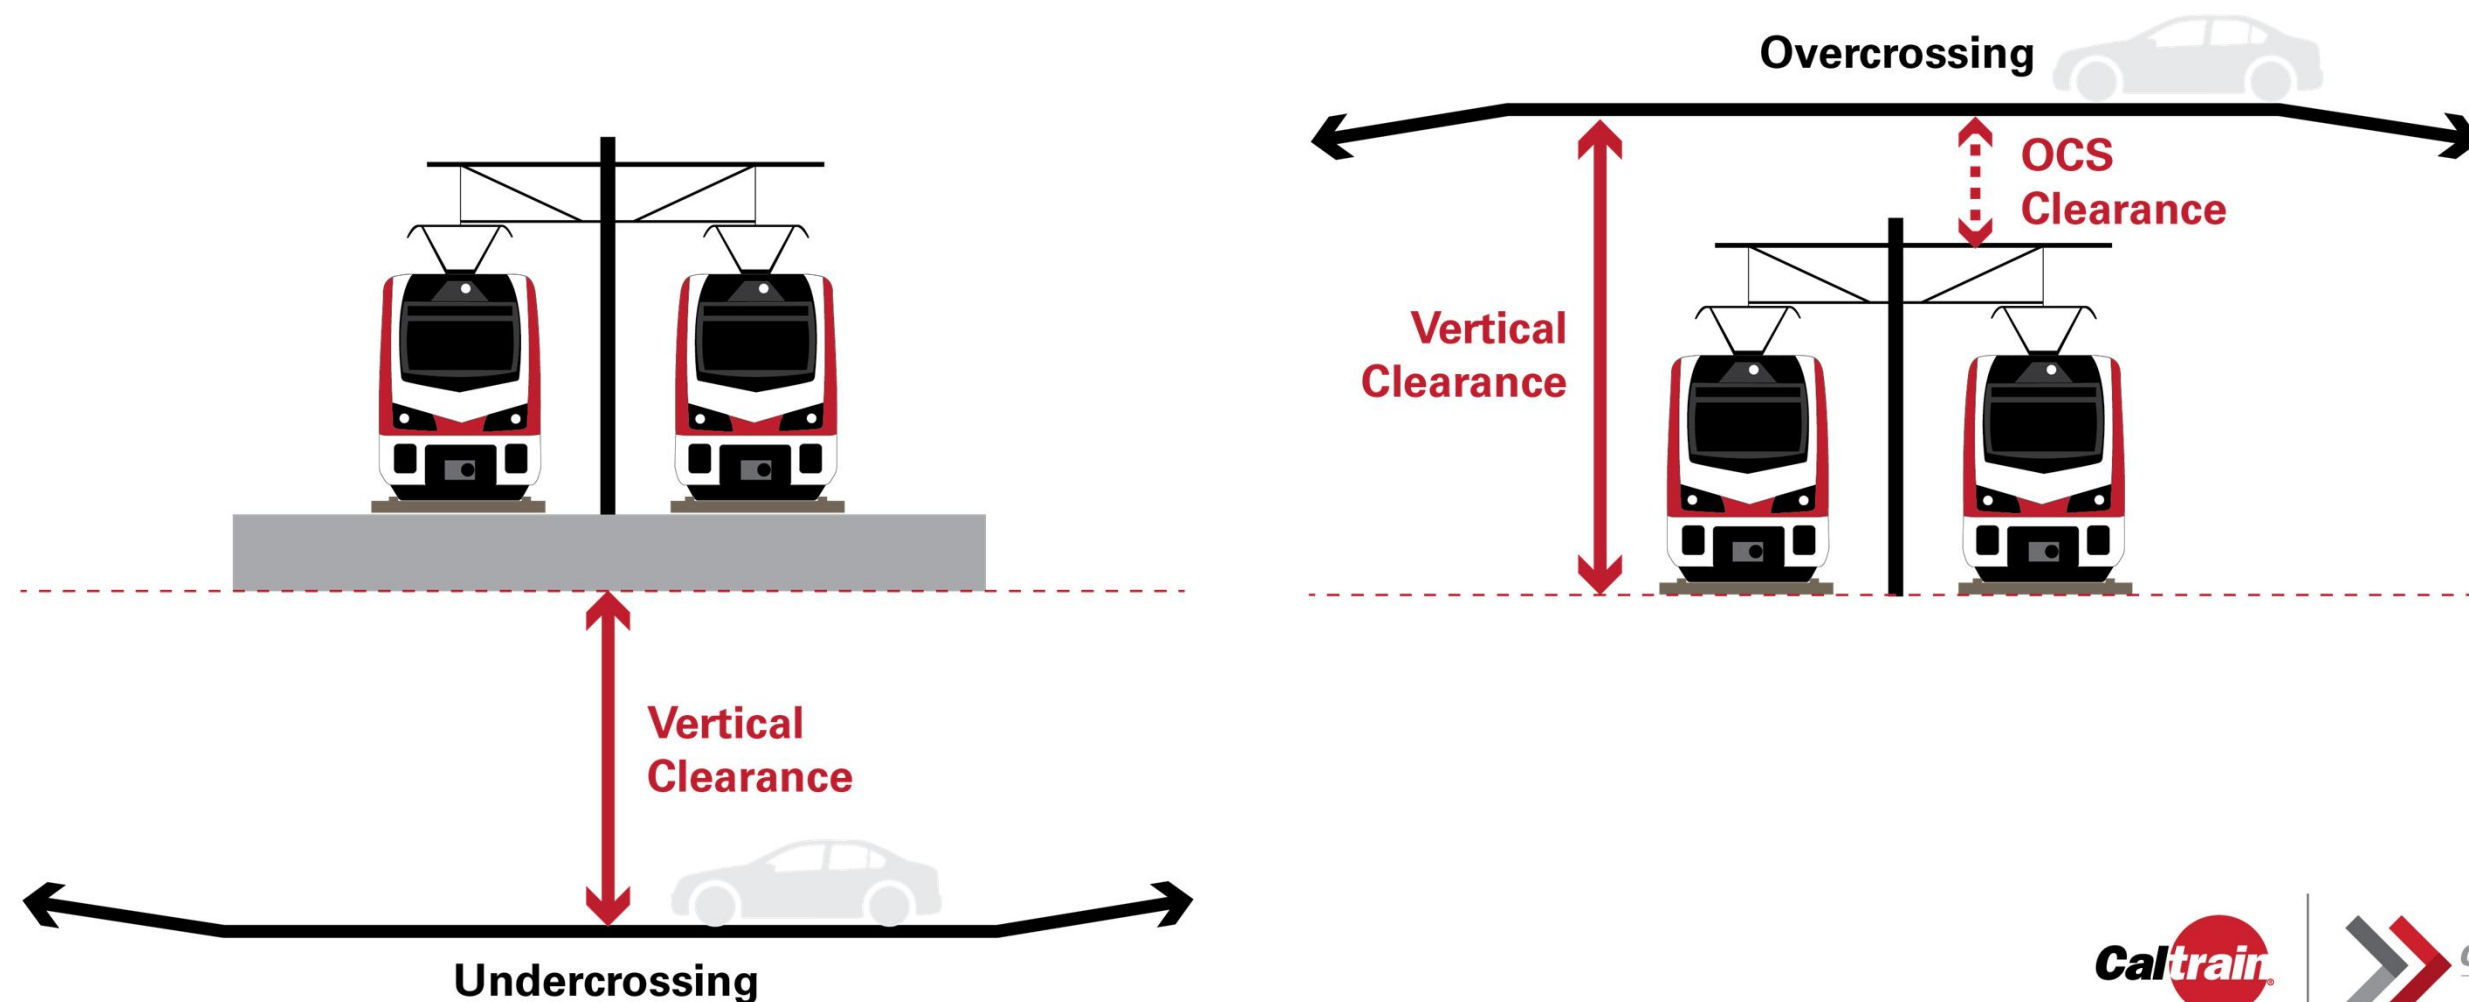 Vertical
Clearance
Undercrossing
Overcrossing
OCS
Clearance
Vertical
Clearance
Caltrain®